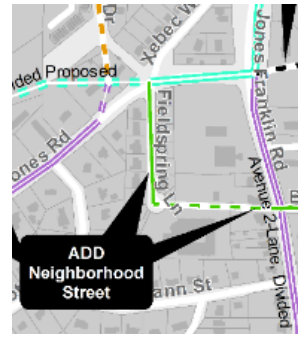 Dr
Xebec W
ded Proposed
Jones Franklin Rd
Fieldspring Ln
ones Rd
Avenue 2-Lane, Divided
ADD
Neighborhood
Street
ann St